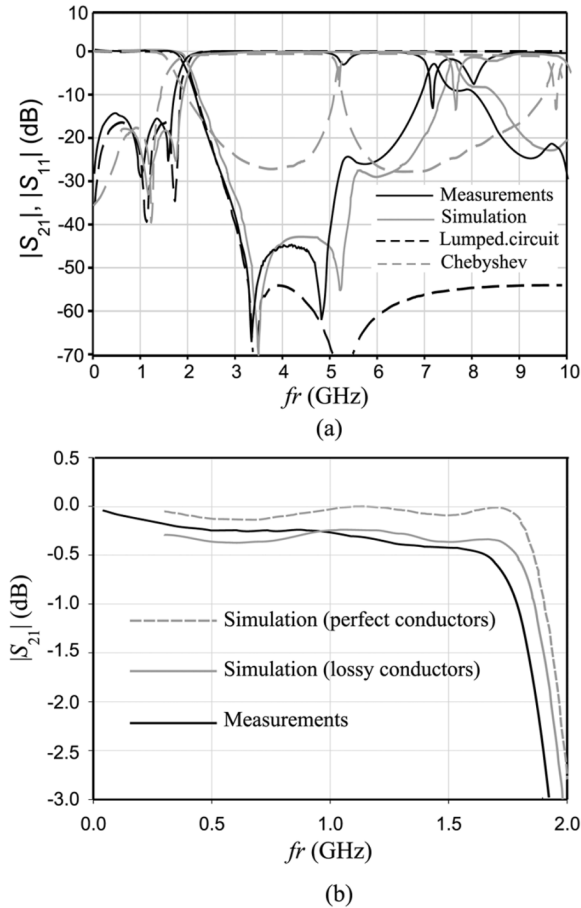 10
0
-10
-20
-30
-40
-50
-60
-70
|S21|, |S11| (dB)
Measurements
Simulation
Lumped.circuit
Chebyshev
0 1 2 3 4 5 6 7 8 9 10
fr (GHz)
(a)
0.5
0.0
-0.5
-1.0
-1.5
-2.0
-2.5
-3.0
|S21| (dB)
Simulation (perfect conductors)
Simulation (lossy conductors)
Measurements
0.0 0.5 1.0 1.5 2.0
fr (GHz)
(b)